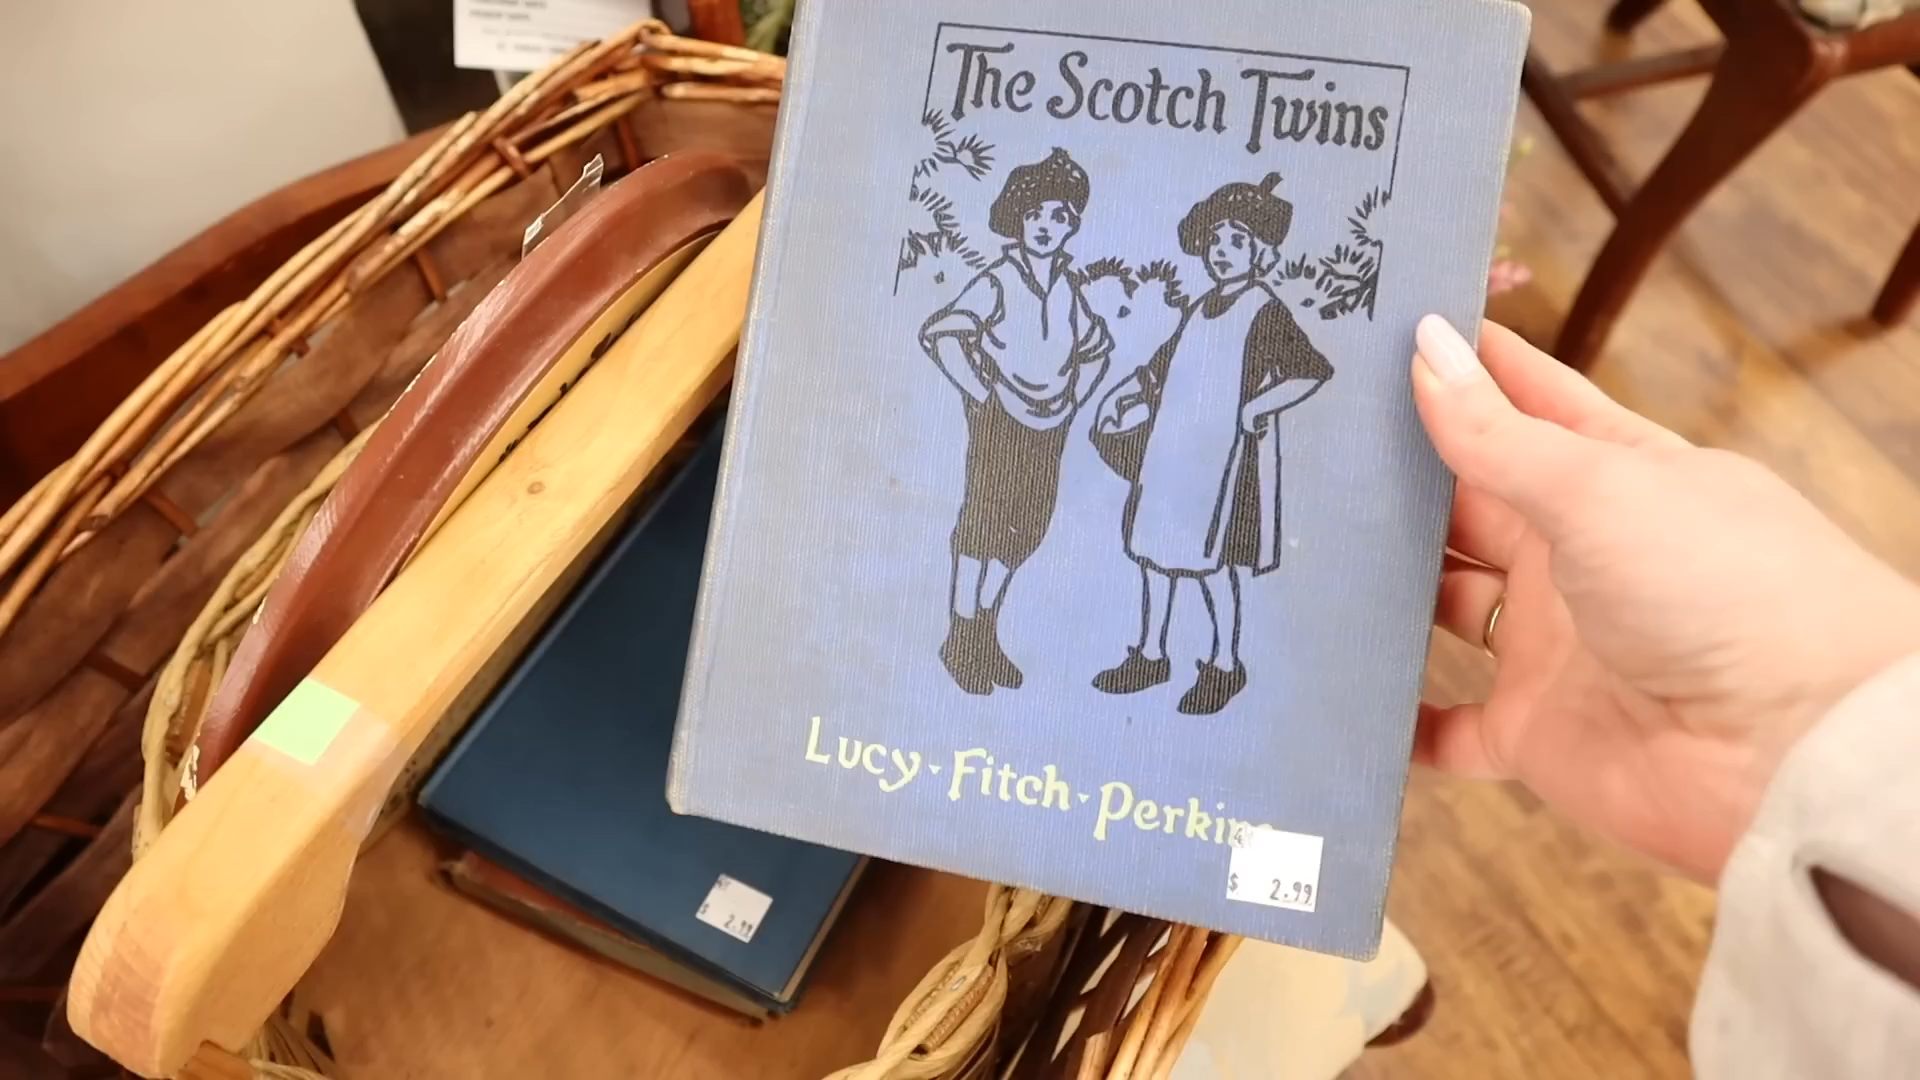 The Scotch Twins
Lucy · Fitch · Perkins
$ 2.99
$ 2.99